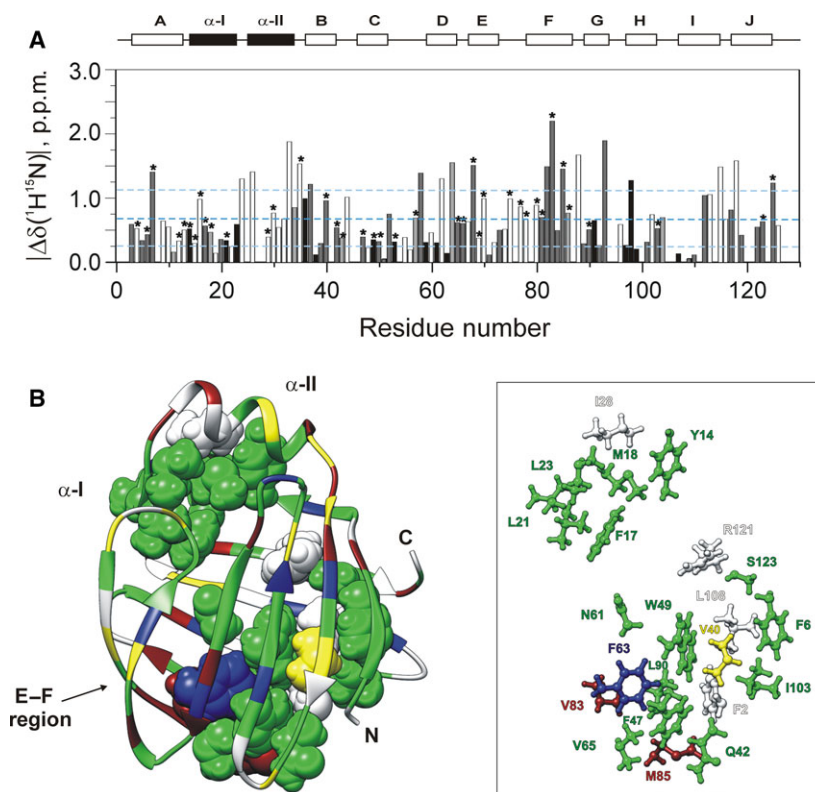 A α-I α-II B C D E F G H I J
A
|Δδ(¹H¹⁵N)|, p.p.m.
3.0
2.0
1.0
0.0
* * * * * * * * * * * * * * * * * * * * * * * * * * * * * * * * * * * * * *
0 20 40 60 80 100 120
Residue number
B
α-II
α-I
C
E–F
region
N
I28
Y14
M18
L23
L21
F17
R121
S123
L108
N61
W49
V40
F6
F63
L90
I103
V83
F47
F2
V65
Q42
M85